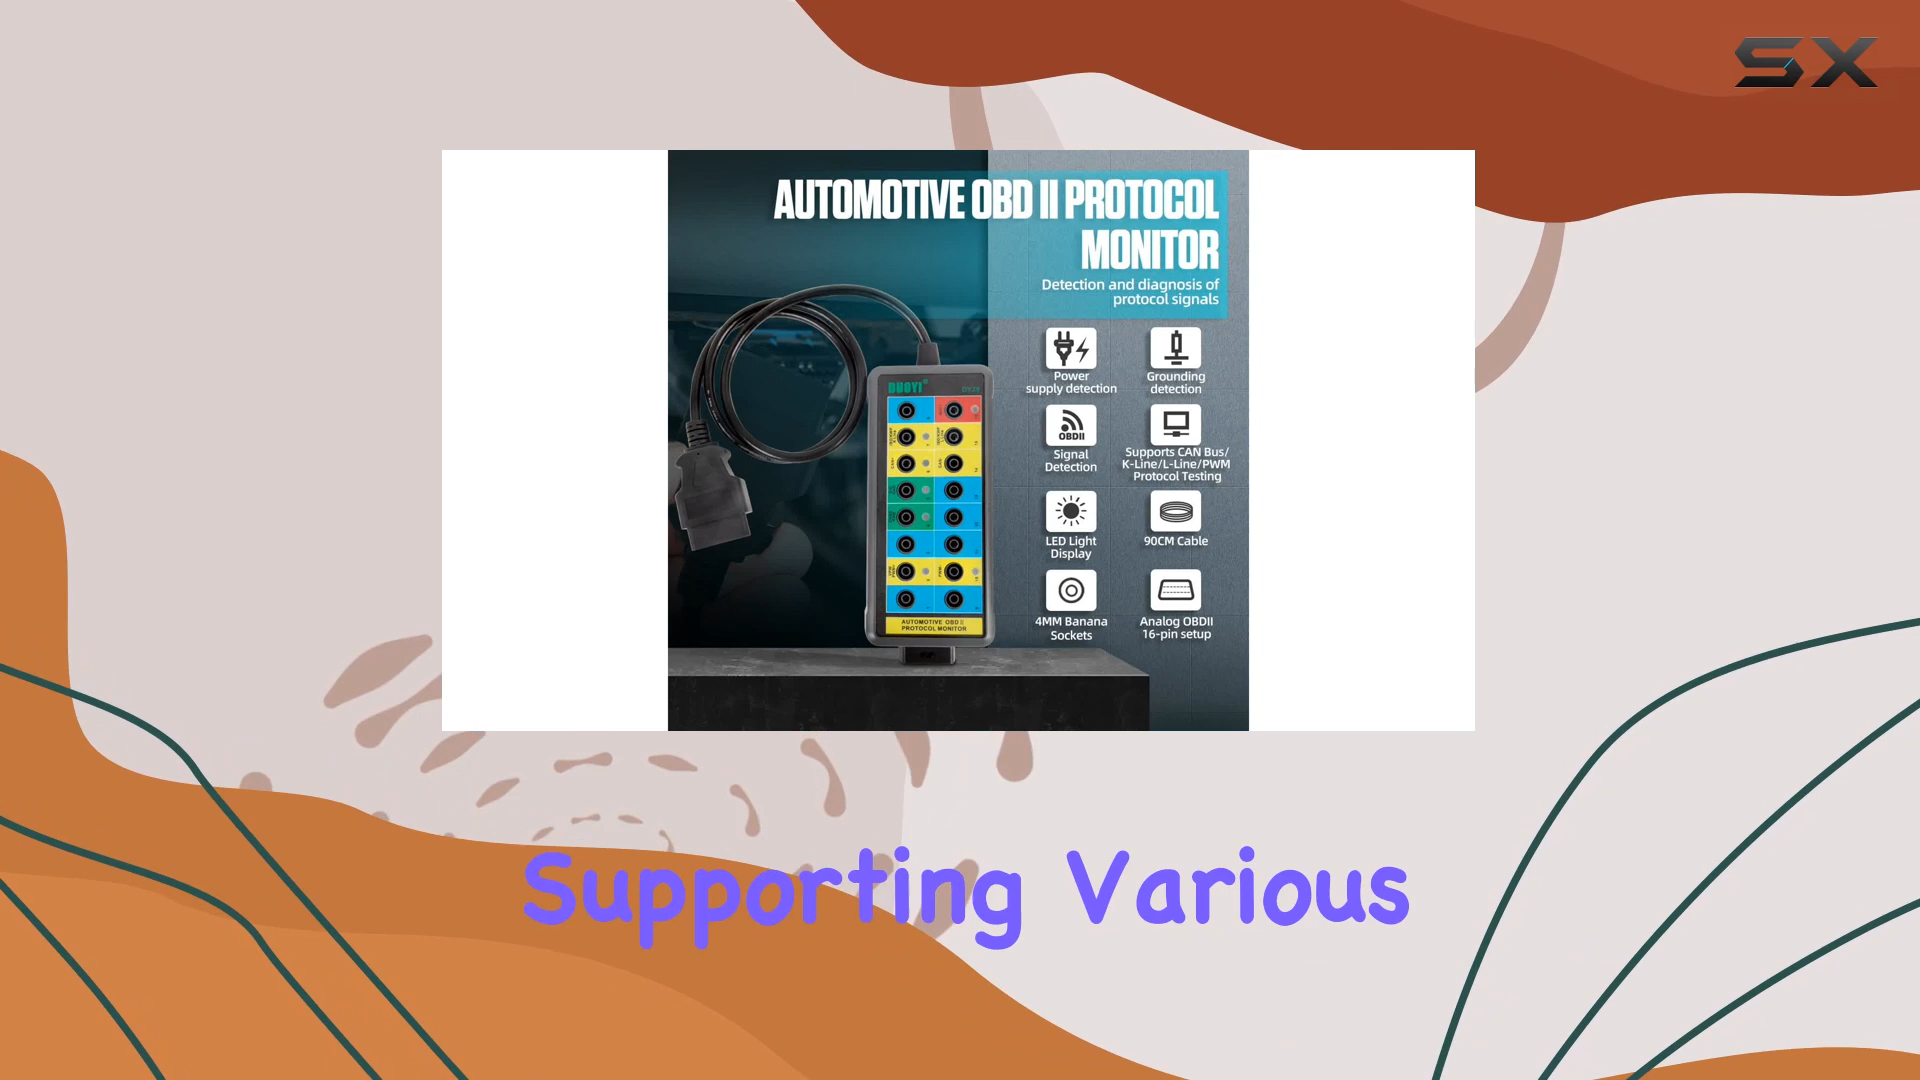 SX
AUTOMOTIVE OBD II PROTOCOL
MONITOR
Detection and diagnosis of
protocol signals
Power
supply detection
Grounding
detection
OBDII
Signal
Detection
Supports CAN Bus/
K-Line/L-Line/PWM
Protocol Testing
LED Light
Display
90CM Cable
4MM Banana
Sockets
Analog OBDII
16-pin setup
DUOYI
AUTOMOTIVE OBD II
PROTOCOL MONITOR
Supporting Various